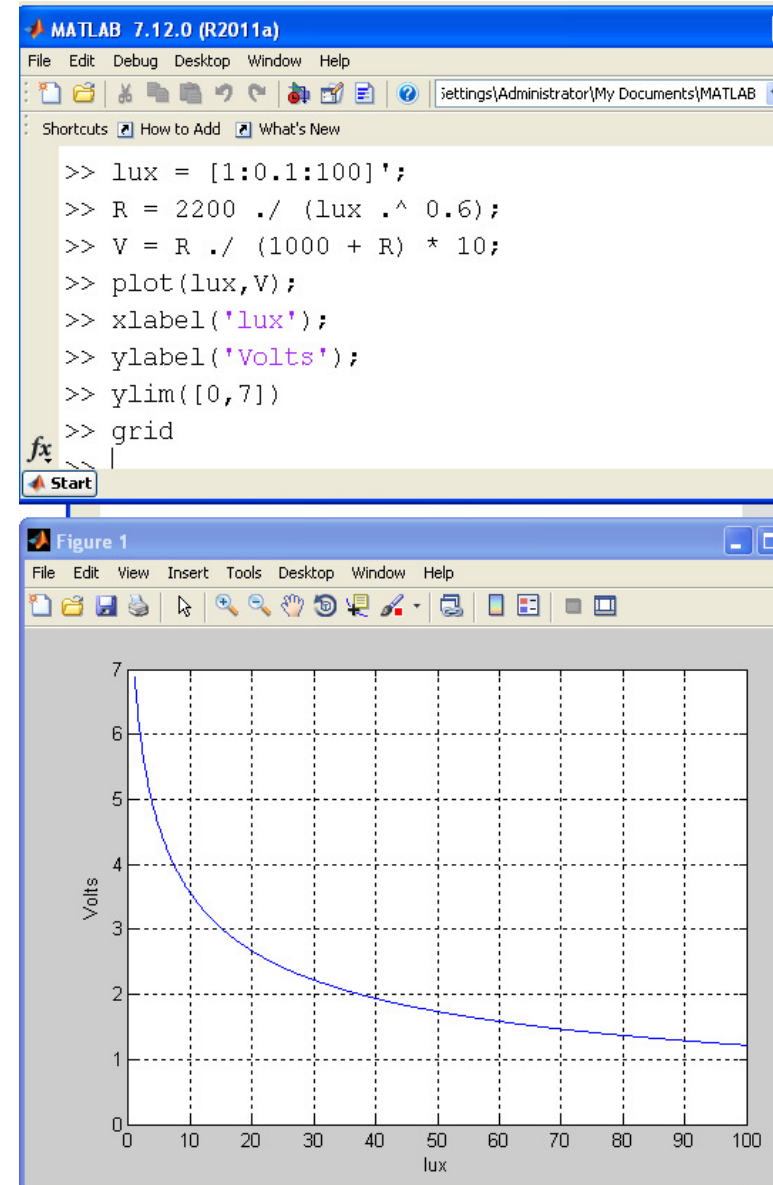 MATLAB 7.12.0 (R2011a)
File Edit Debug Desktop Window Help
ettings\Administrator\My Documents\MATLAB
Shortcuts How to Add What's New
>> lux = [1:0.1:100]';
>> R = 2200 ./ (lux .^ 0.6);
>> V = R ./ (1000 + R) * 10;
>> plot(lux,V);
>> xlabel('lux');
>> ylabel('Volts');
>> ylim([0,7])
>> grid
fx >>
Start
Figure 1
File Edit View Insert Tools Desktop Window Help
7
6
5
4
3
2
1
0
Volts
0 10 20 30 40 50 60 70 80 90 100
lux